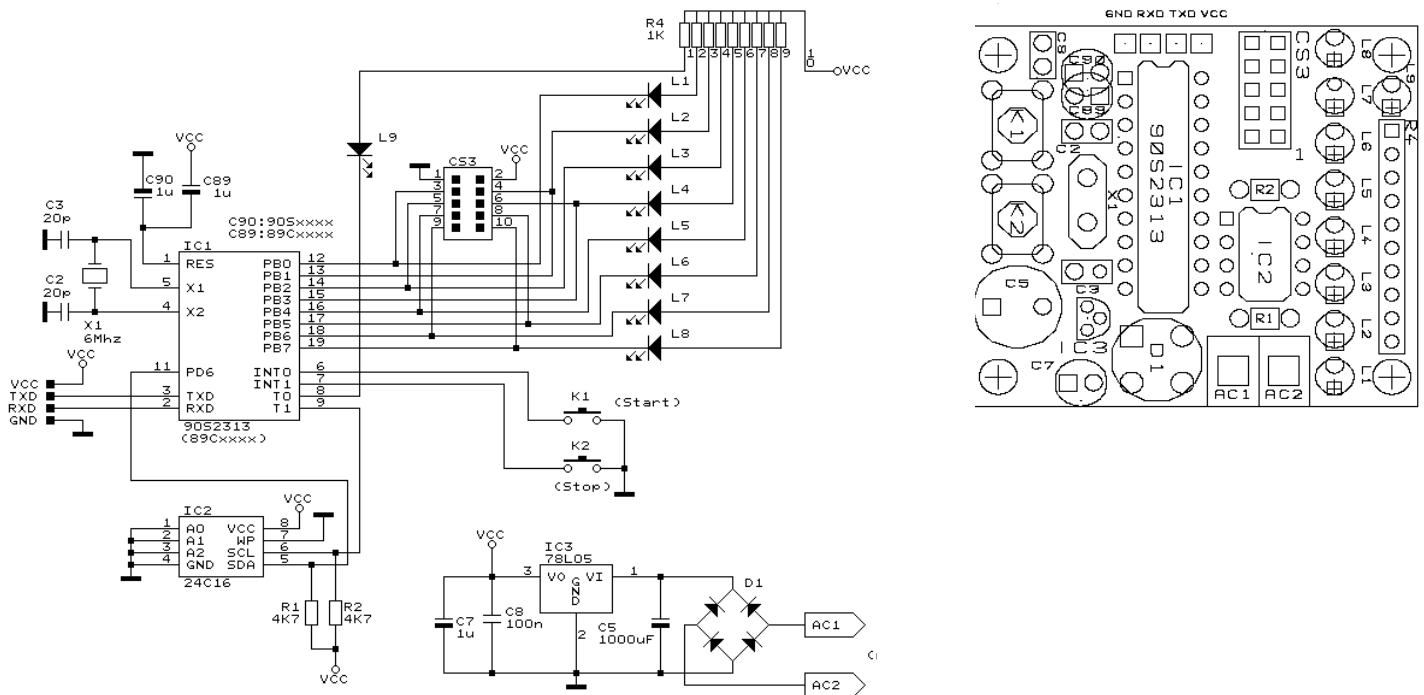 R4
1K
1 2 3 4 5 6 7 8 9
10
VCC
L1
L2
L3
L4
L5
L6
L7
L8
L9
VCC
C90
1u
C89
1u
C90:90Sxxxx
C89:89Cxxxx
CS3
VCC
1 2
3 4
5 6
7 8
9 10
C3
20p
C2
20p
X1
6Mhz
IC1
1 RES PB0 12
PB1 13
5 X1 PB2 14
PB3 15
4 X2 PB4 16
PB5 17
PB6 18
PB7 19
11 PD6 INT0 6
INT1 7
3 TXD T0 8
2 RXD T1 9
90S2313
(89Cxxxx)
VCC
VCC
TXD
RXD
GND
K1
(Start)
K2
(Stop)
IC2
VCC
1 A0 VCC 8
2 A1 WP 7
3 A2 SCL 6
4 GND SDA 5
24C16
R1
4K7
R2
4K7
VCC
VCC
IC3
78L05
3 VO GND VI 1
2
C7
1u
C8
100n
C5
1000uF
D1
AC1
AC2
GND RXD TXD VCC
C8
C90
C89
C2
K1
K2
X1
IC1
90S2313
CS3
1
L8
L9
L7
L6
L5
L4
L3
L2
L1
R4
R2
IC2
R1
C5
C3
IC3
C7
D1
AC1
AC2